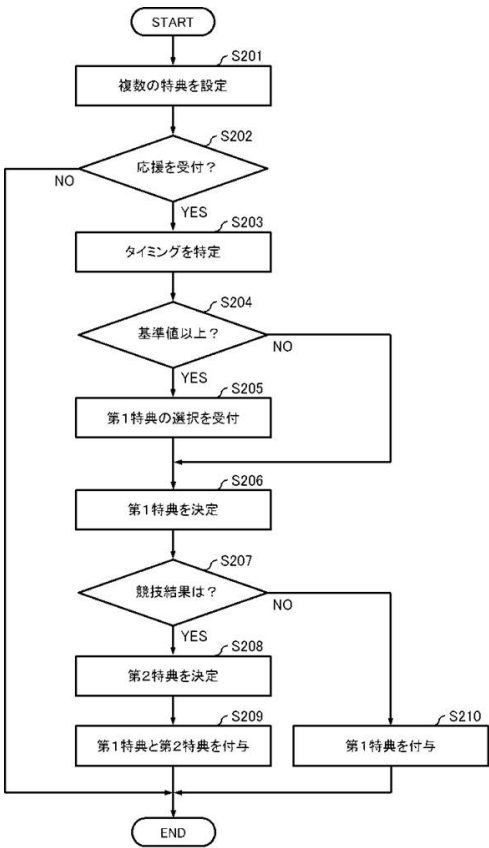 START
S201
複数の特典を設定
S202
応援を受付？
NO
YES
S203
タイミングを特定
S204
基準値以上？
NO
YES
S205
第１特典の選択を受付
S206
第１特典を決定
S207
競技結果は？
NO
YES
S208
第２特典を決定
S209
第１特典と第２特典を付与
S210
第１特典を付与
END